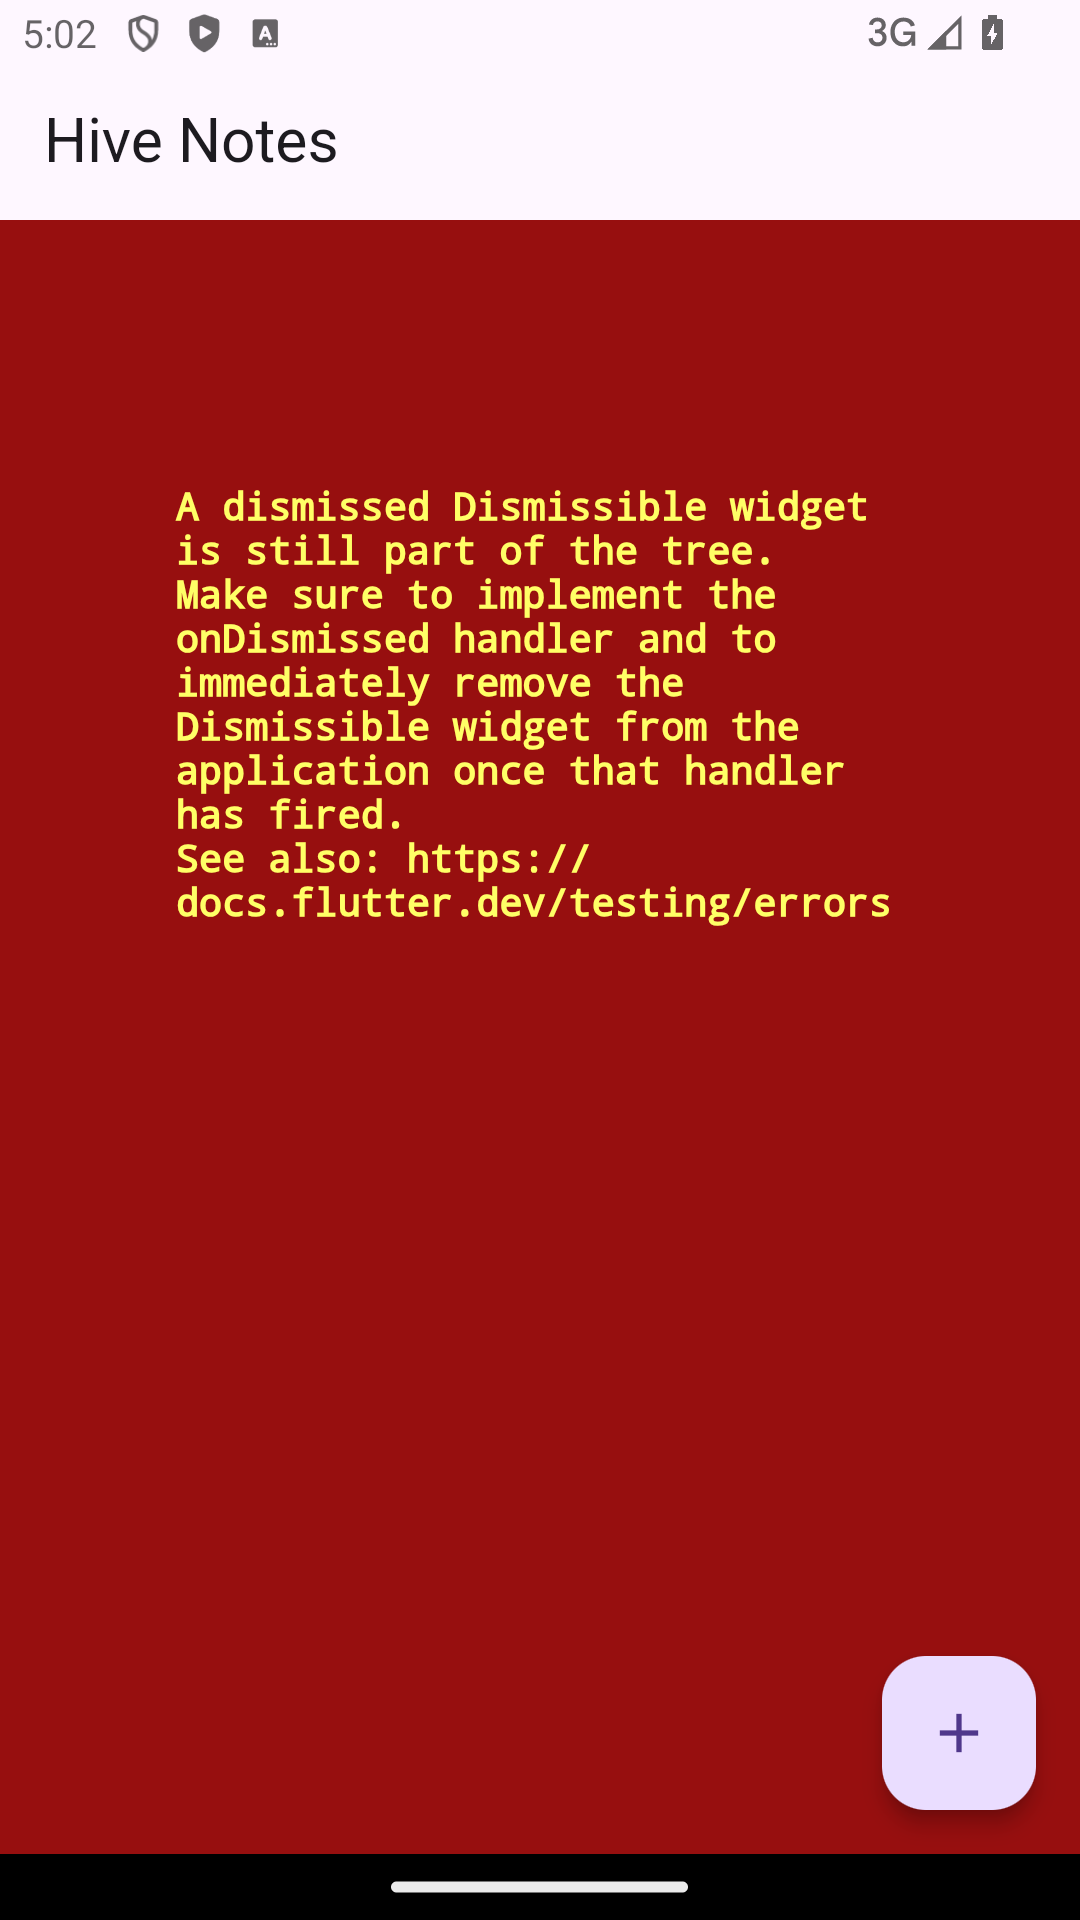 5:02 3G
Hive Notes
A dismissed Dismissible widget
is still part of the tree.
Make sure to implement the
onDismissed handler and to
immediately remove the
Dismissible widget from the
application once that handler
has fired.
See also: https://
docs.flutter.dev/testing/errors